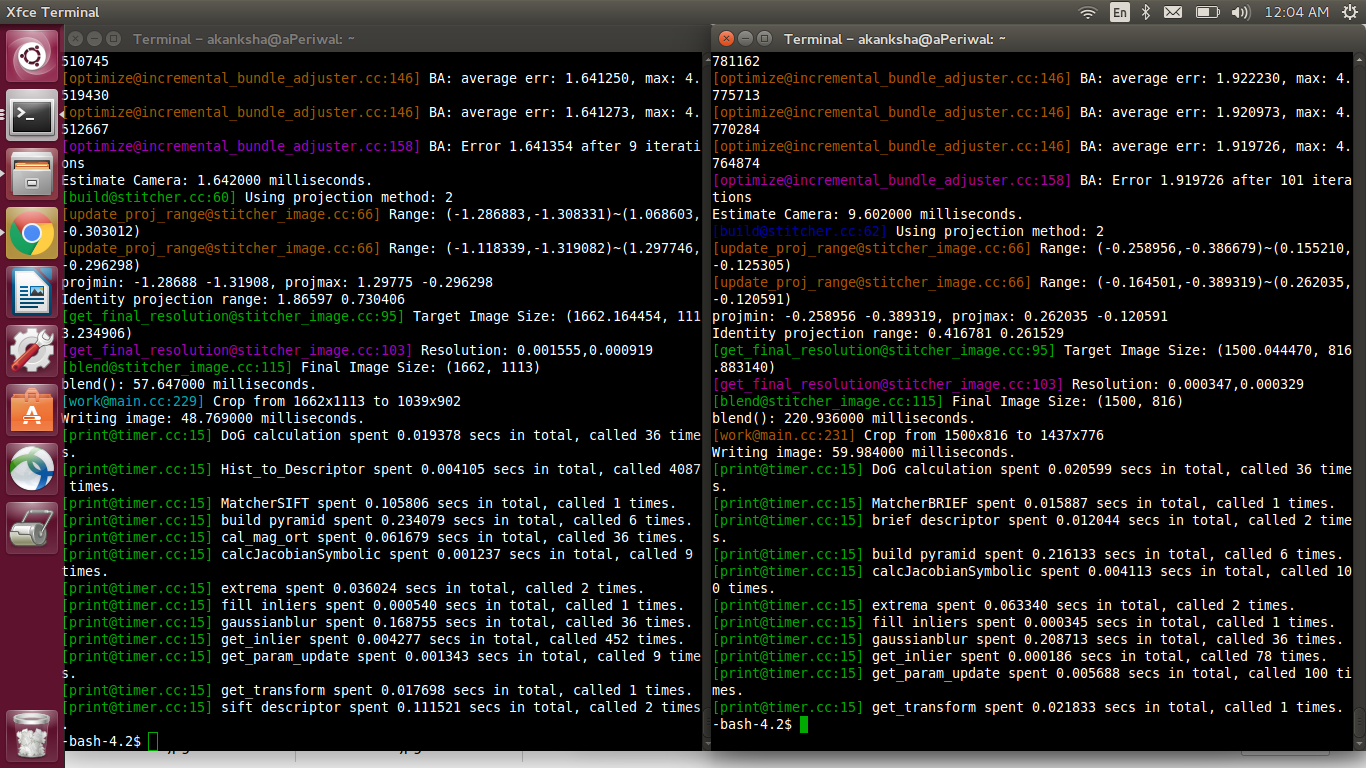 Xfce Terminal
En
12:04 AM
Terminal – akanksha@aPeriwal: ~
510745
[optimize@incremental_bundle_adjuster.cc:146] BA: average err: 1.641250, max: 4.
519430
[optimize@incremental_bundle_adjuster.cc:146] BA: average err: 1.641273, max: 4.
512667
[optimize@incremental_bundle_adjuster.cc:158] BA: Error 1.641354 after 9 iterati
ons
Estimate Camera: 1.642000 milliseconds.
[build@stitcher.cc:60] Using projection method: 2
[update_proj_range@stitcher_image.cc:66] Range: (-1.286883,-1.308331)~(1.068603,
-0.303012)
[update_proj_range@stitcher_image.cc:66] Range: (-1.118339,-1.319082)~(1.297746,
-0.296298)
projmin: -1.28688 -1.31908, projmax: 1.29775 -0.296298
Identity projection range: 1.86597 0.730406
[get_final_resolution@stitcher_image.cc:95] Target Image Size: (1662.164454, 111
3.234906)
[get_final_resolution@stitcher_image.cc:103] Resolution: 0.001555,0.000919
[blend@stitcher_image.cc:115] Final Image Size: (1662, 1113)
blend(): 57.647000 milliseconds.
[work@main.cc:229] Crop from 1662x1113 to 1039x902
Writing image: 48.769000 milliseconds.
[print@timer.cc:15] DoG calculation spent 0.019378 secs in total, called 36 time
s.
[print@timer.cc:15] Hist_to_Descriptor spent 0.004105 secs in total, called 4087
 times.
[print@timer.cc:15] MatcherSIFT spent 0.105806 secs in total, called 1 times.
[print@timer.cc:15] build pyramid spent 0.234079 secs in total, called 6 times.
[print@timer.cc:15] cal_mag_ort spent 0.061679 secs in total, called 36 times.
[print@timer.cc:15] calcJacobianSymbolic spent 0.001237 secs in total, called 9
times.
[print@timer.cc:15] extrema spent 0.036024 secs in total, called 2 times.
[print@timer.cc:15] fill inliers spent 0.000540 secs in total, called 1 times.
[print@timer.cc:15] gaussianblur spent 0.168755 secs in total, called 36 times.
[print@timer.cc:15] get_inlier spent 0.004277 secs in total, called 452 times.
[print@timer.cc:15] get_param_update spent 0.001343 secs in total, called 9 time
s.
[print@timer.cc:15] get_transform spent 0.017698 secs in total, called 1 times.
[print@timer.cc:15] sift descriptor spent 0.111521 secs in total, called 2 times
.
-bash-4.2$
Terminal – akanksha@aPeriwal: ~
781162
[optimize@incremental_bundle_adjuster.cc:146] BA: average err: 1.922230, max: 4.
775713
[optimize@incremental_bundle_adjuster.cc:146] BA: average err: 1.920973, max: 4.
770284
[optimize@incremental_bundle_adjuster.cc:146] BA: average err: 1.919726, max: 4.
764874
[optimize@incremental_bundle_adjuster.cc:158] BA: Error 1.919726 after 101 itera
tions
Estimate Camera: 9.602000 milliseconds.
[build@stitcher.cc:62] Using projection method: 2
[update_proj_range@stitcher_image.cc:66] Range: (-0.258956,-0.386679)~(0.155210,
-0.125305)
[update_proj_range@stitcher_image.cc:66] Range: (-0.164501,-0.389319)~(0.262035,
-0.120591)
projmin: -0.258956 -0.389319, projmax: 0.262035 -0.120591
Identity projection range: 0.416781 0.261529
[get_final_resolution@stitcher_image.cc:95] Target Image Size: (1500.044470, 816
.883140)
[get_final_resolution@stitcher_image.cc:103] Resolution: 0.000347,0.000329
[blend@stitcher_image.cc:115] Final Image Size: (1500, 816)
blend(): 220.936000 milliseconds.
[work@main.cc:231] Crop from 1500x816 to 1437x776
Writing image: 59.984000 milliseconds.
[print@timer.cc:15] DoG calculation spent 0.020599 secs in total, called 36 time
s.
[print@timer.cc:15] MatcherBRIEF spent 0.015887 secs in total, called 1 times.
[print@timer.cc:15] brief descriptor spent 0.012044 secs in total, called 2 time
s.
[print@timer.cc:15] build pyramid spent 0.216133 secs in total, called 6 times.
[print@timer.cc:15] calcJacobianSymbolic spent 0.004113 secs in total, called 10
0 times.
[print@timer.cc:15] extrema spent 0.063340 secs in total, called 2 times.
[print@timer.cc:15] fill inliers spent 0.000345 secs in total, called 1 times.
[print@timer.cc:15] gaussianblur spent 0.208713 secs in total, called 36 times.
[print@timer.cc:15] get_inlier spent 0.000186 secs in total, called 78 times.
[print@timer.cc:15] get_param_update spent 0.005688 secs in total, called 100 ti
mes.
[print@timer.cc:15] get_transform spent 0.021833 secs in total, called 1 times.
-bash-4.2$